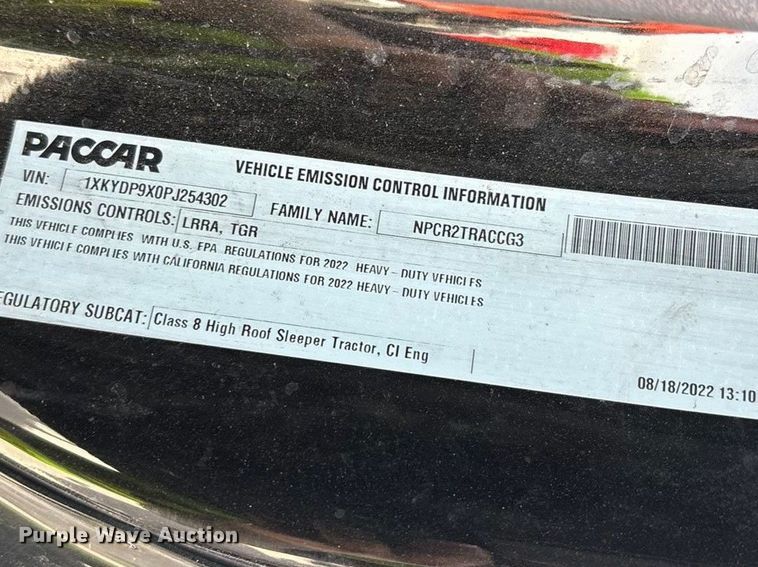 PACCAR
VEHICLE EMISSION CONTROL INFORMATION
VIN: 1XKYDP9X0PJ254302
EMISSIONS CONTROLS: LRRA, TGR
FAMILY NAME: NPCR2TRACCG3
THIS VEHICLE COMPLIES WITH U.S. EPA REGULATIONS FOR 2022 HEAVY - DUTY VEHICLES
THIS VEHICLE COMPLIES WITH CALIFORNIA REGULATIONS FOR 2022 HEAVY - DUTY VEHICLES
EGULATORY SUBCAT: Class 8 High Roof Sleeper Tractor, CI Eng
08/18/2022 13:10
Purple Wave Auction